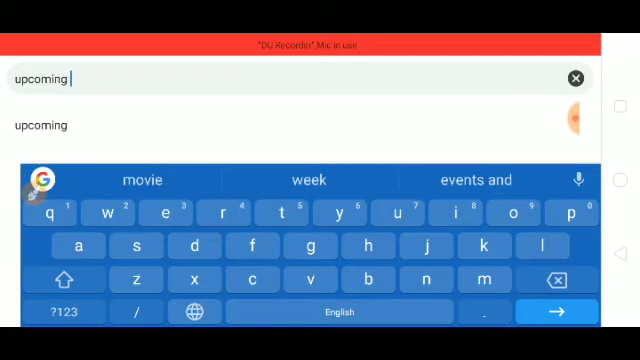 "DU Recorder",Mic in use
upcoming
upcoming
movie week events and
q 1 w 2 e 3 r 4 t 5 y 6 u 7 i 8 o 9 p 0
a s d f g h j k l
z x c v b n m
?123 / English .